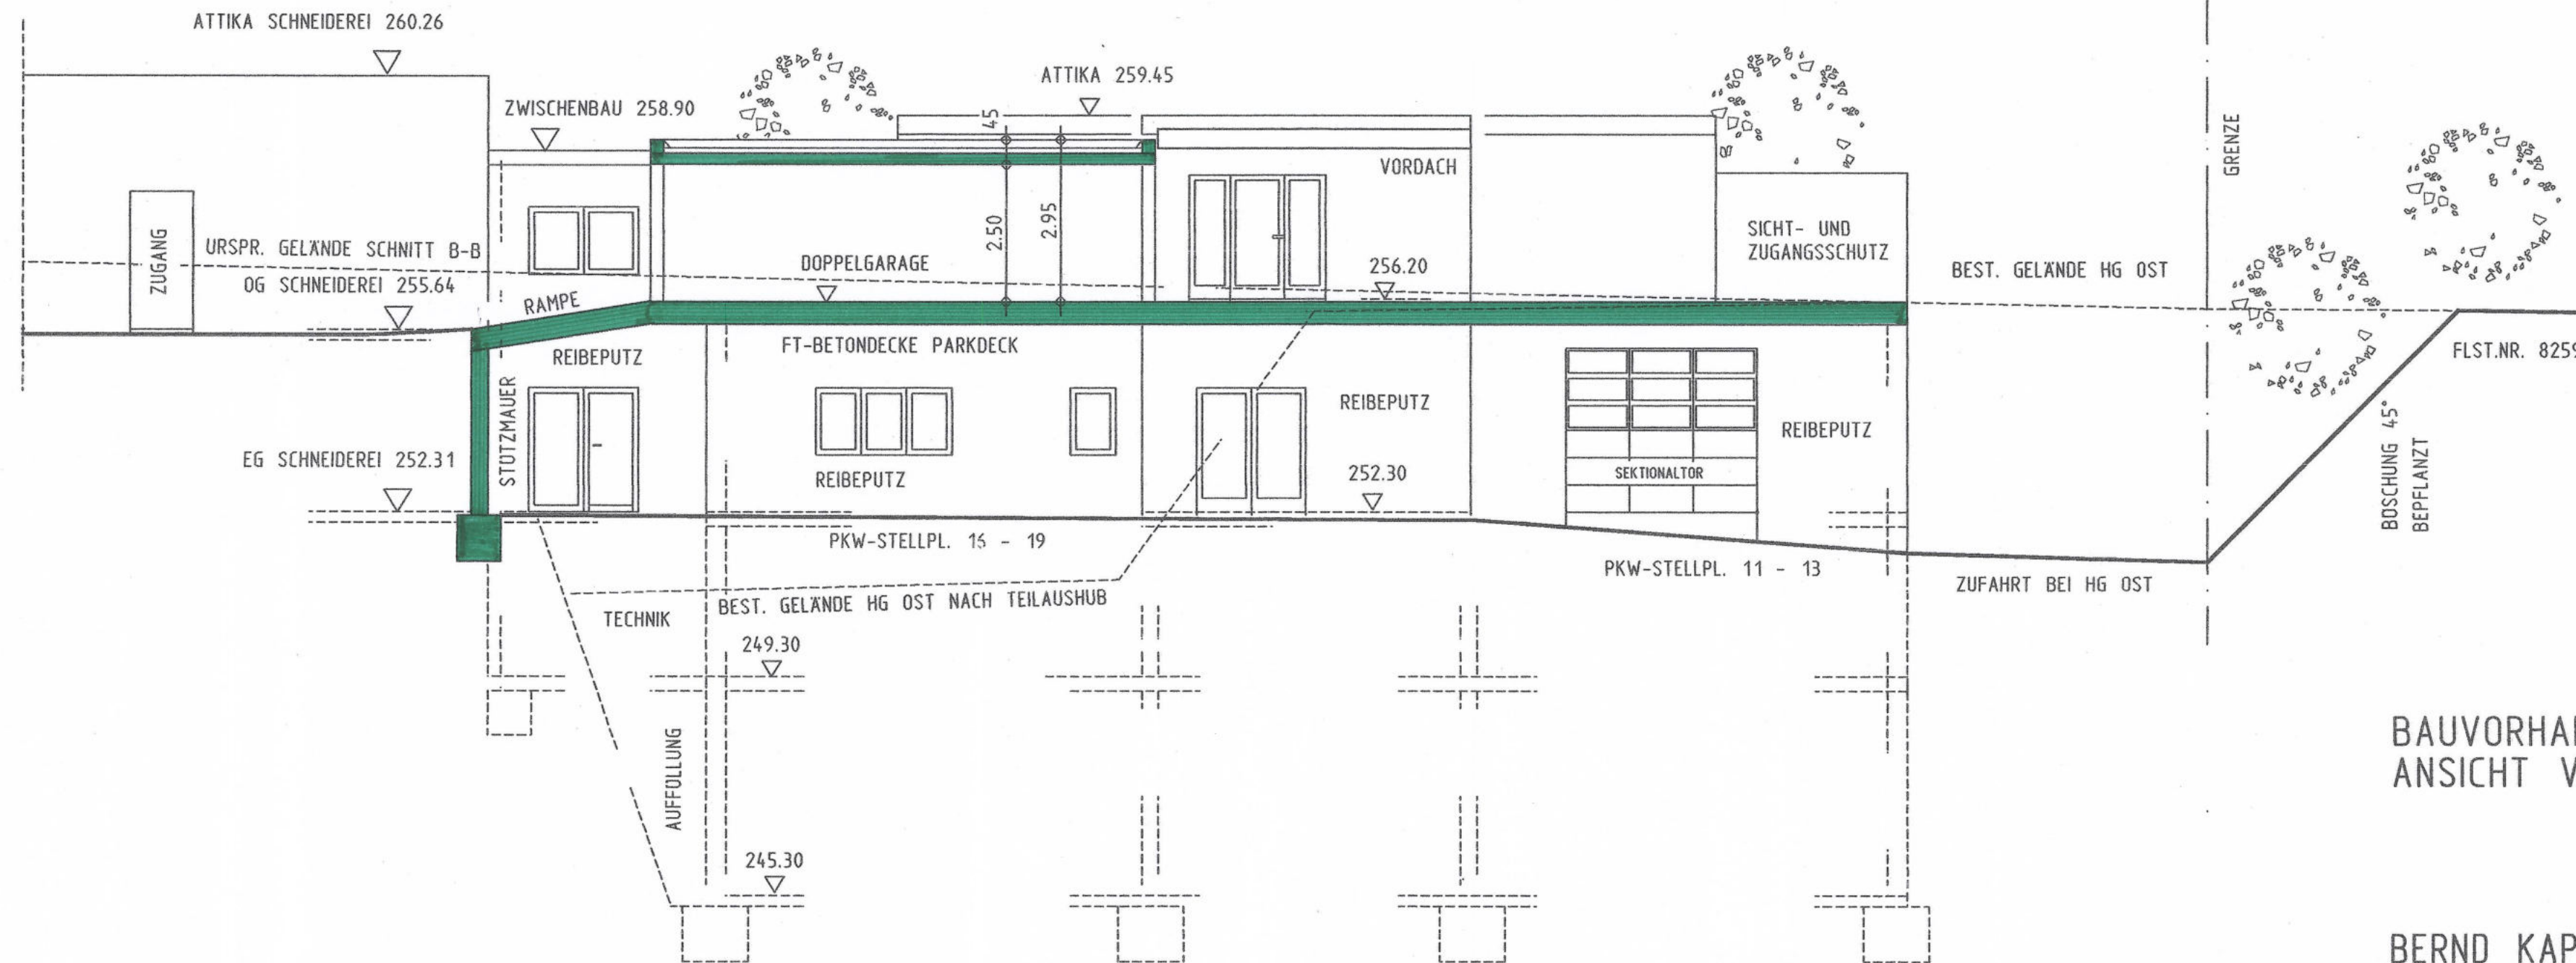 ATTIKA SCHNEIDEREI 260.26
ZWISCHENBAU 258.90
ATTIKA 259.45
45
GRENZE
VORDACH
ZUGANG
URSPR. GELÄNDE SCHNITT B-B
OG SCHNEIDEREI 255.64
RAMPE
DOPPELGARAGE
2.50
2.95
256.20
SICHT- UND
ZUGANGSSCHUTZ
BEST. GELÄNDE HG OST
REIBEPUTZ
FT-BETONDECKE PARKDECK
FLST.NR. 8259
STÜTZMAUER
REIBEPUTZ
REIBEPUTZ
EG SCHNEIDEREI 252.31
REIBEPUTZ
252.30
SEKTIONALTOR
BÖSCHUNG 45°
BEPFLANZT
PKW-STELLPL. 16 - 19
PKW-STELLPL. 11 - 13
ZUFAHRT BEI HG OST
TECHNIK
BEST. GELÄNDE HG OST NACH TEILAUSHUB
249.30
AUFFÜLLUNG
245.30
BAUVORHA
ANSICHT V
BERND KAP